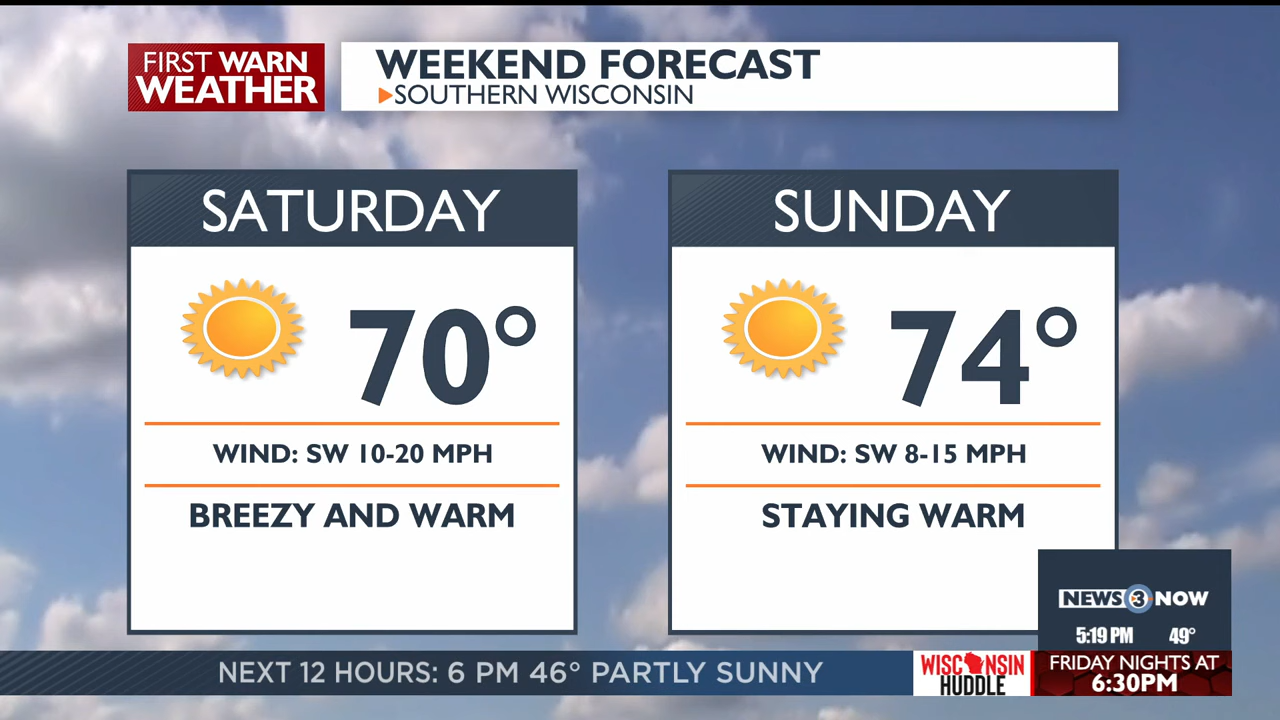 FIRST WARN
WEATHER
WEEKEND FORECAST
SOUTHERN WISCONSIN
SATURDAY
70°
WIND: SW 10-20 MPH
BREEZY AND WARM
SUNDAY
74°
WIND: SW 8-15 MPH
STAYING WARM
NEWS 3 NOW
5:19 PM 49°
NEXT 12 HOURS: 6 PM 46° PARTLY SUNNY
WISCONSIN
HUDDLE
FRIDAY NIGHTS AT
6:30PM